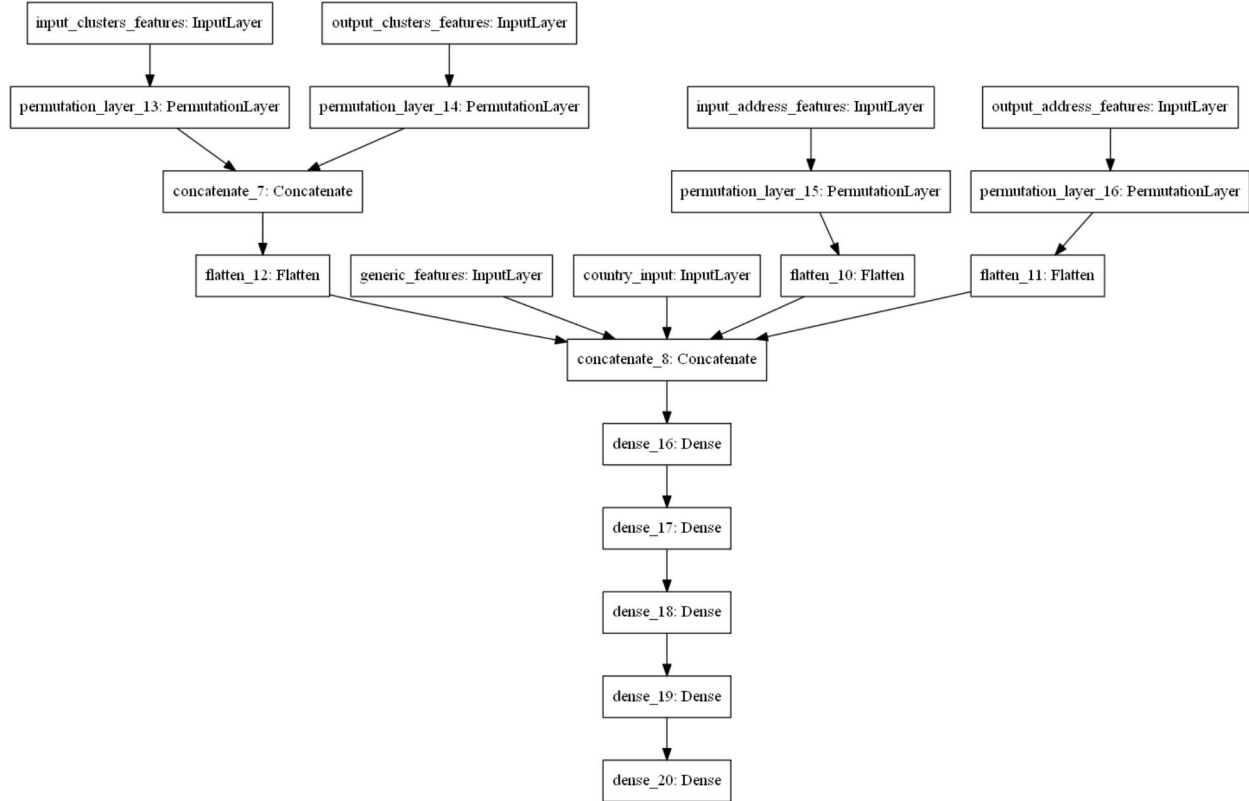 input_clusters_features: InputLayer
output_clusters_features: InputLayer
permutation_layer_13: PermutationLayer
permutation_layer_14: PermutationLayer
input_address_features: InputLayer
output_address_features: InputLayer
concatenate_7: Concatenate
permutation_layer_15: PermutationLayer
permutation_layer_16: PermutationLayer
flatten_12: Flatten
generic_features: InputLayer
country_input: InputLayer
flatten_10: Flatten
flatten_11: Flatten
concatenate_8: Concatenate
dense_16: Dense
dense_17: Dense
dense_18: Dense
dense_19: Dense
dense_20: Dense